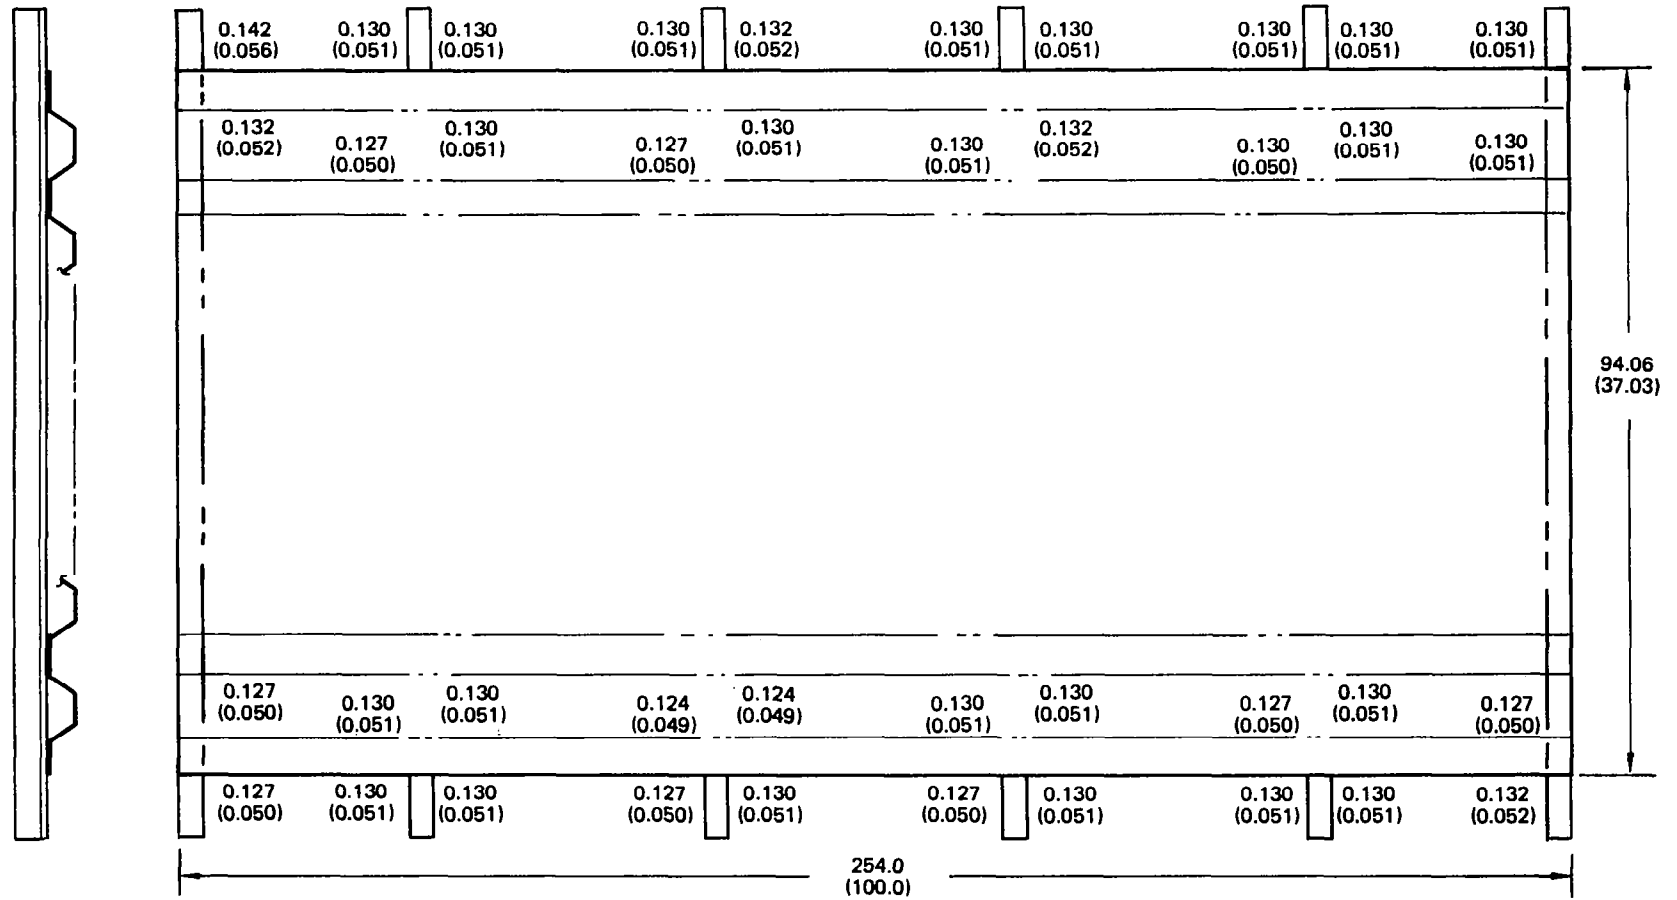 0.142 0.130 0.130 0.130 0.132 0.130 0.130 0.130 0.130 0.130
(0.056) (0.051) (0.051) (0.051) (0.052) (0.051) (0.051) (0.051) (0.051) (0.051)
0.132 0.127 0.130 0.127 0.130 0.130 0.132 0.130 0.130 0.130
(0.052) (0.050) (0.051) (0.050) (0.051) (0.051) (0.052) (0.050) (0.051) (0.051)
94.06
(37.03)
0.127 0.130 0.130 0.124 0.124 0.130 0.130 0.127 0.130 0.127
(0.050) (0.051) (0.051) (0.049) (0.049) (0.051) (0.051) (0.050) (0.051) (0.050)
0.127 0.130 0.130 0.127 0.130 0.127 0.130 0.130 0.130 0.132
(0.050) (0.051) (0.051) (0.050) (0.051) (0.050) (0.051) (0.051) (0.051) (0.052)
254.0
(100.0)